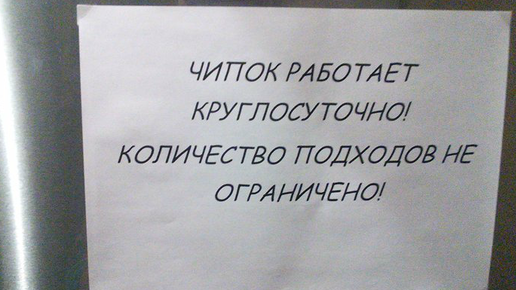 ЧИПОК РАБОТАЕТ
КРУГЛОСУТОЧНО!
КОЛИЧЕСТВО ПОДХОДОВ НЕ
ОГРАНИЧЕНО!